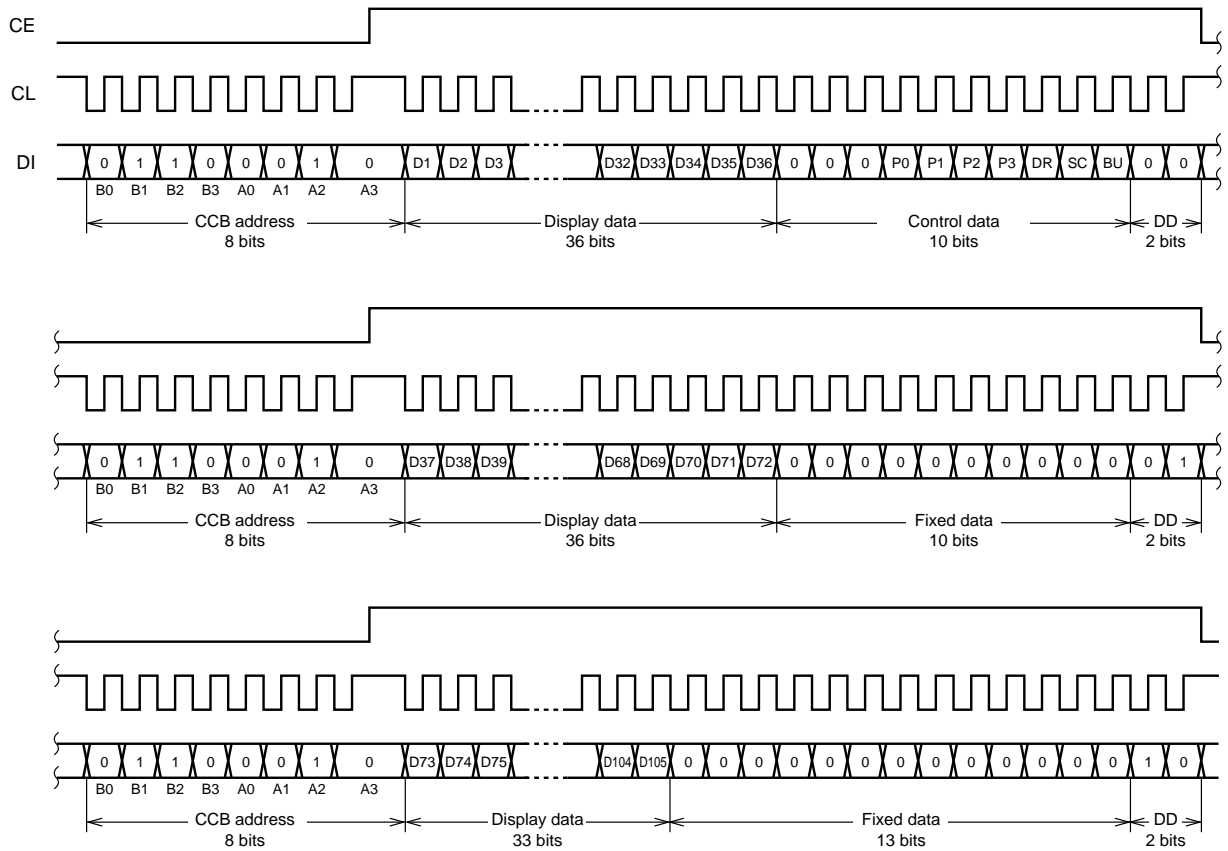 CE
CL
DI 0 1 1 0 0 0 1 0 D1 D2 D3 D32 D33 D34 D35 D36 0 0 0 P0 P1 P2 P3 DR SC BU 0 0
B0 B1 B2 B3 A0 A1 A2 A3
CCB address Display data Control data DD
8 bits 36 bits 10 bits 2 bits
0 1 1 0 0 0 1 0 D37 D38 D39 D68 D69 D70 D71 D72 0 0 0 0 0 0 0 0 0 0 0 1
B0 B1 B2 B3 A0 A1 A2 A3
CCB address Display data Fixed data DD
8 bits 36 bits 10 bits 2 bits
0 1 1 0 0 0 1 0 D73 D74 D75 D104 D105 0 0 0 0 0 0 0 0 0 0 0 0 0 1 0
B0 B1 B2 B3 A0 A1 A2 A3
CCB address Display data Fixed data DD
8 bits 33 bits 13 bits 2 bits